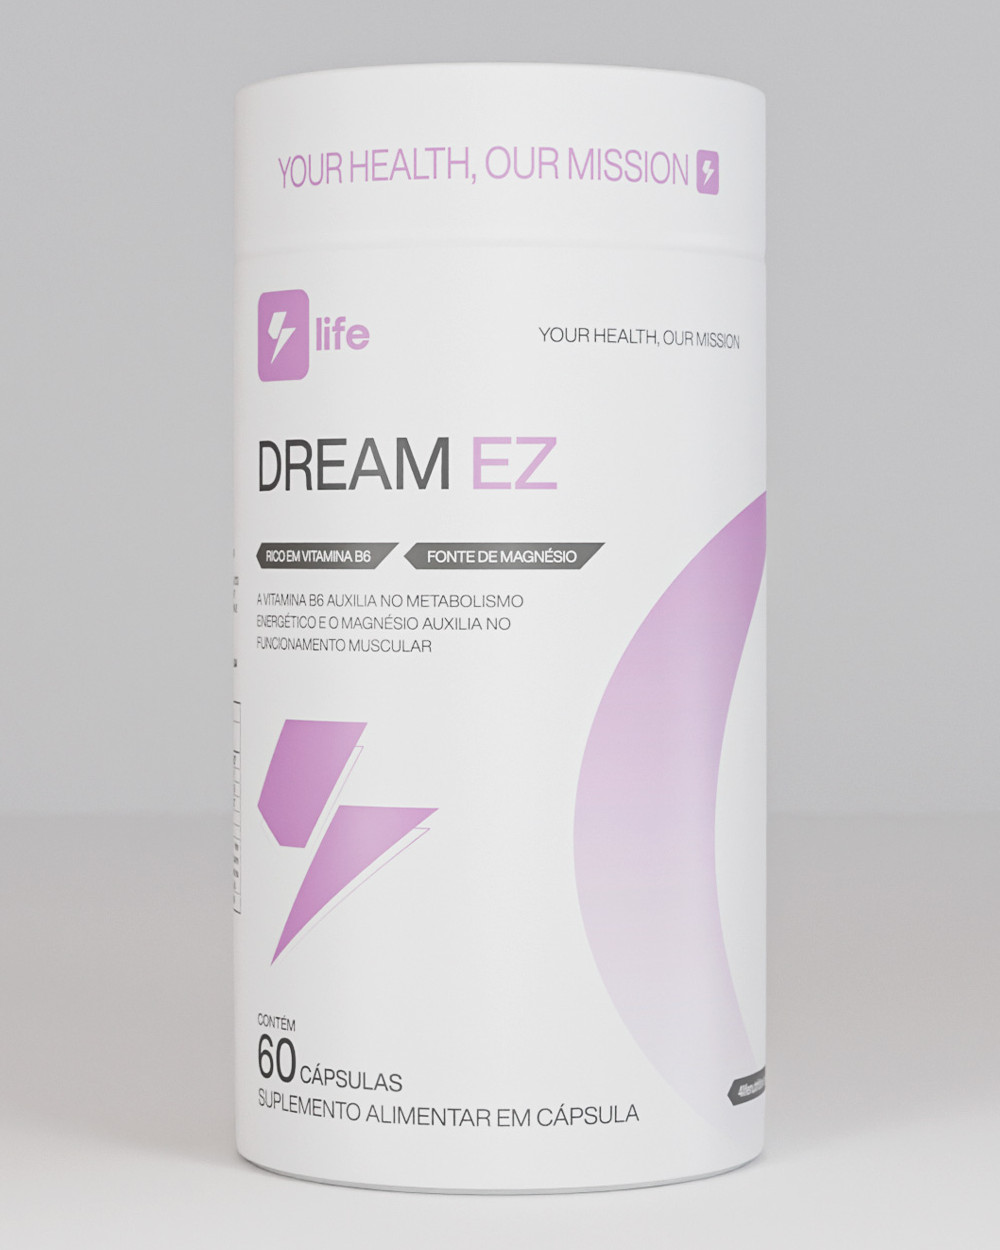 YOUR HEALTH, OUR MISSION
life
YOUR HEALTH, OUR MISSION
DREAM EZ
RICO EM VITAMINA B6
FONTE DE MAGNÉSIO
A VITAMINA B6 AUXILIA NO METABOLISMO
ENERGÉTICO E O MAGNÉSIO AUXILIA NO
FUNCIONAMENTO MUSCULAR
CONTÉM
60 CÁPSULAS
SUPLEMENTO ALIMENTAR EM CÁPSULA